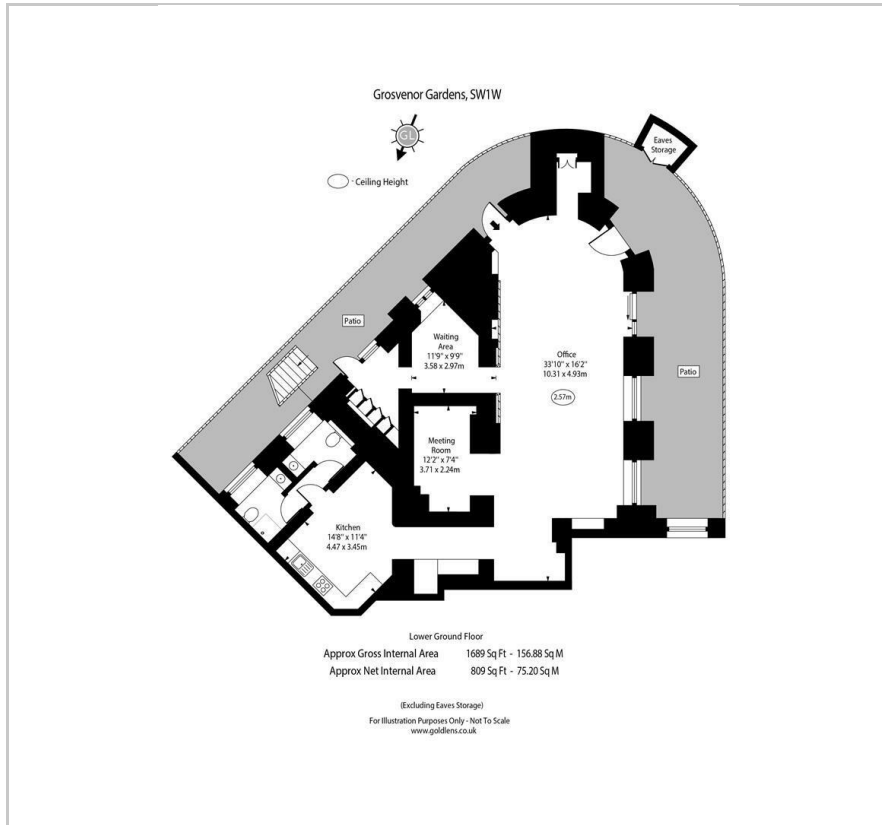 Grosvenor Gardens, SW1W
GL
- Ceiling Height
Eaves
Storage
Patio
Waiting
Area
11'9'' x 9'9''
3.58 x 2.97m
Office
33'10'' x 16'2''
10.31 x 4.93m
2.57m
Patio
Meeting
Room
12'2'' x 7'4''
3.71 x 2.24m
Kitchen
14'8'' x 11'4''
4.47 x 3.45m
Lower Ground Floor
Approx Gross Internal Area 1689 Sq Ft - 156.88 Sq M
Approx Net Internal Area 809 Sq Ft - 75.20 Sq M
(Excluding Eaves Storage)
For Illustration Purposes Only - Not To Scale
www.goldlens.co.uk